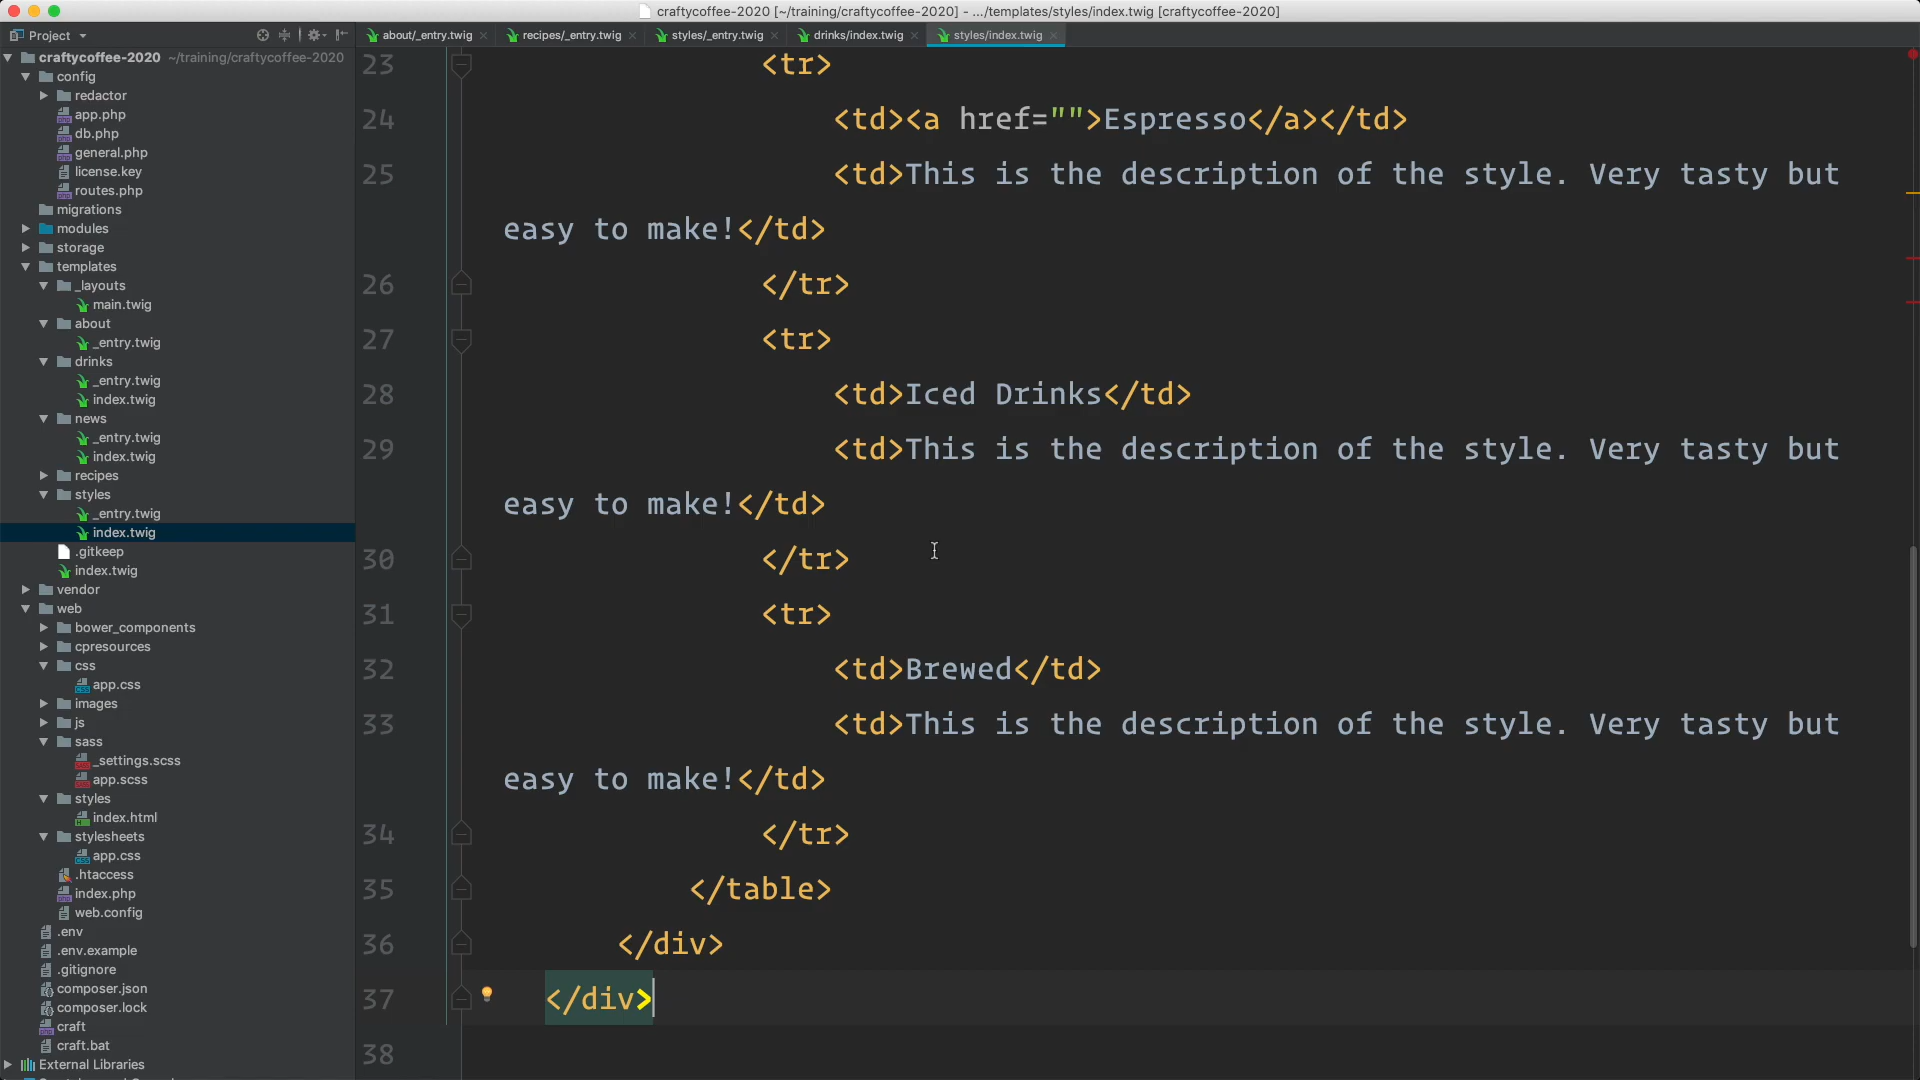 craftycoffee-2020 [~/training/craftycoffee-2020] - .../templates/styles/index.twig [craftycoffee-2020]
Project
about/_entry.twig
recipes/_entry.twig
styles/_entry.twig
drinks/index.twig
styles/index.twig
craftycoffee-2020 ~/training/craftycoffee-2020
config
redactor
app.php
db.php
general.php
license.key
routes.php
migrations
modules
storage
templates
_layouts
main.twig
about
_entry.twig
drinks
_entry.twig
index.twig
news
_entry.twig
index.twig
recipes
styles
_entry.twig
index.twig
.gitkeep
index.twig
vendor
web
bower_components
cpresources
css
app.css
images
js
sass
_settings.scss
app.scss
styles
index.html
stylesheets
app.css
.htaccess
index.php
web.config
.env
.env.example
.gitignore
composer.json
composer.lock
craft
craft.bat
External Libraries
23 <tr>
24 <td><a href="">Espresso</a></td>
25 <td>This is the description of the style. Very tasty but
easy to make!</td>
26 </tr>
27 <tr>
28 <td>Iced Drinks</td>
29 <td>This is the description of the style. Very tasty but
easy to make!</td>
30 </tr>
31 <tr>
32 <td>Brewed</td>
33 <td>This is the description of the style. Very tasty but
easy to make!</td>
34 </tr>
35 </table>
36 </div>
37 </div>
38